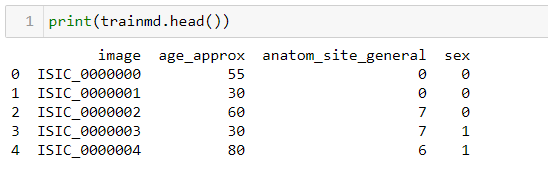 1 print(trainmd.head())
image age_approx anatom_site_general sex
0 ISIC_0000000 55 0 0
1 ISIC_0000001 30 0 0
2 ISIC_0000002 60 7 0
3 ISIC_0000003 30 7 1
4 ISIC_0000004 80 6 1